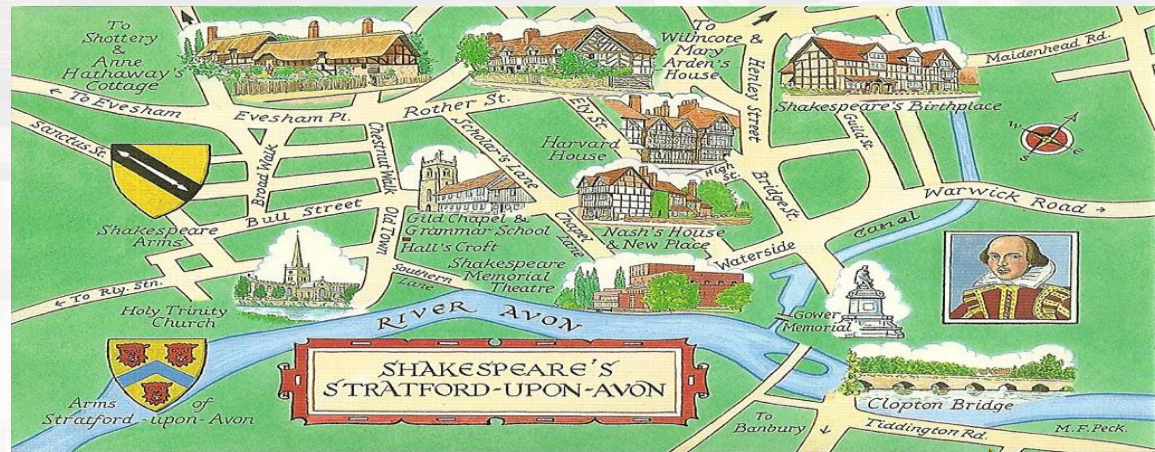 To
Shottery
&
Anne
Hathaway's
Cottage
To
Wilmcote &
Mary
Arden's
House
Henley Street
Maidenhead Rd.
Shakespeare's Birthplace
To Evesham
Evesham Pl.
Rother St.
Ely St.
Guild St.
Sanctus St.
Broad Walk
Chestnut Walk
Scholar's Lane
Harvard
House
High
St.
Bridge St.
W
N
S
E
Warwick Road
Bull Street
Old Town
Gild Chapel &
Grammar School
Hall's Croft
Chapel
Lane
Nash's House
& New Place
Waterside
Canal
Shakespeare
Arms
Southern
Lane
Shakespeare
Memorial
Theatre
To Rly. Stn.
Holy Trinity
Church
RIVER AVON
Gower
Memorial
SHAKESPEARE'S
STRATFORD-UPON-AVON
Arms of
Stratford-upon-Avon
Clopton Bridge
To
Banbury
Tiddington Rd.
M.F. Peck.